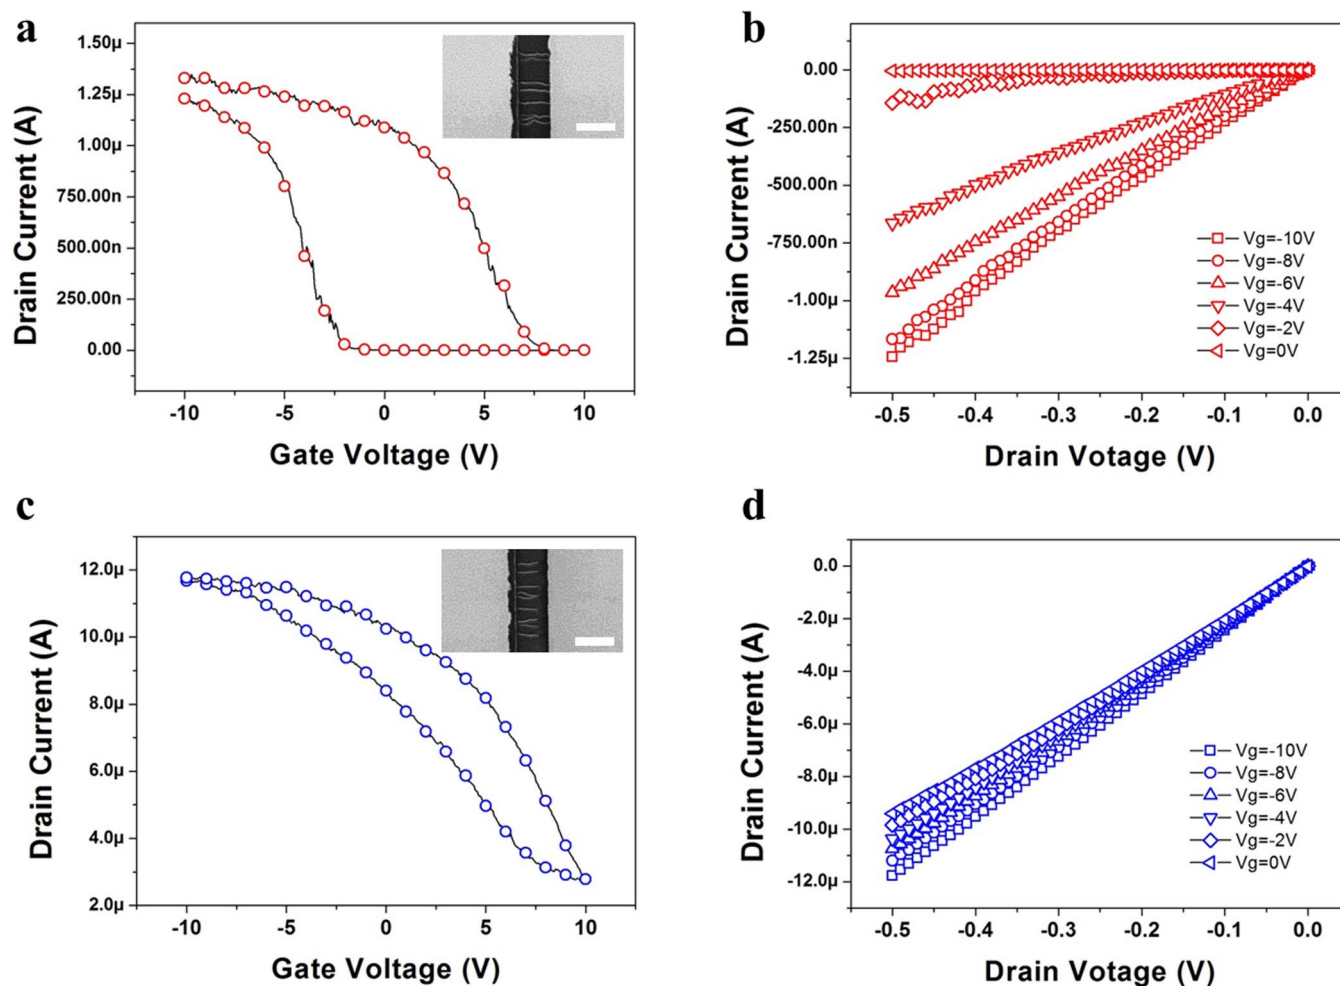 a
1.50µ
1.25µ
1.00µ
750.00n
500.00n
250.00n
0.00
Drain Current (A)
-10
-5
0
5
10
Gate Voltage (V)
b
0.00
-250.00n
-500.00n
-750.00n
-1.00µ
-1.25µ
Drain Current (A)
Vg=-10V
Vg=-8V
Vg=-6V
Vg=-4V
Vg=-2V
Vg=0V
-0.5
-0.4
-0.3
-0.2
-0.1
0.0
Drain Votage (V)
c
12.0µ
10.0µ
8.0µ
6.0µ
4.0µ
2.0µ
Drain Current (A)
-10
-5
0
5
10
Gate Voltage (V)
d
0.0
-2.0µ
-4.0µ
-6.0µ
-8.0µ
-10.0µ
-12.0µ
Drain Current (A)
Vg=-10V
Vg=-8V
Vg=-6V
Vg=-4V
Vg=-2V
Vg=0V
-0.5
-0.4
-0.3
-0.2
-0.1
0.0
Drain Votage (V)